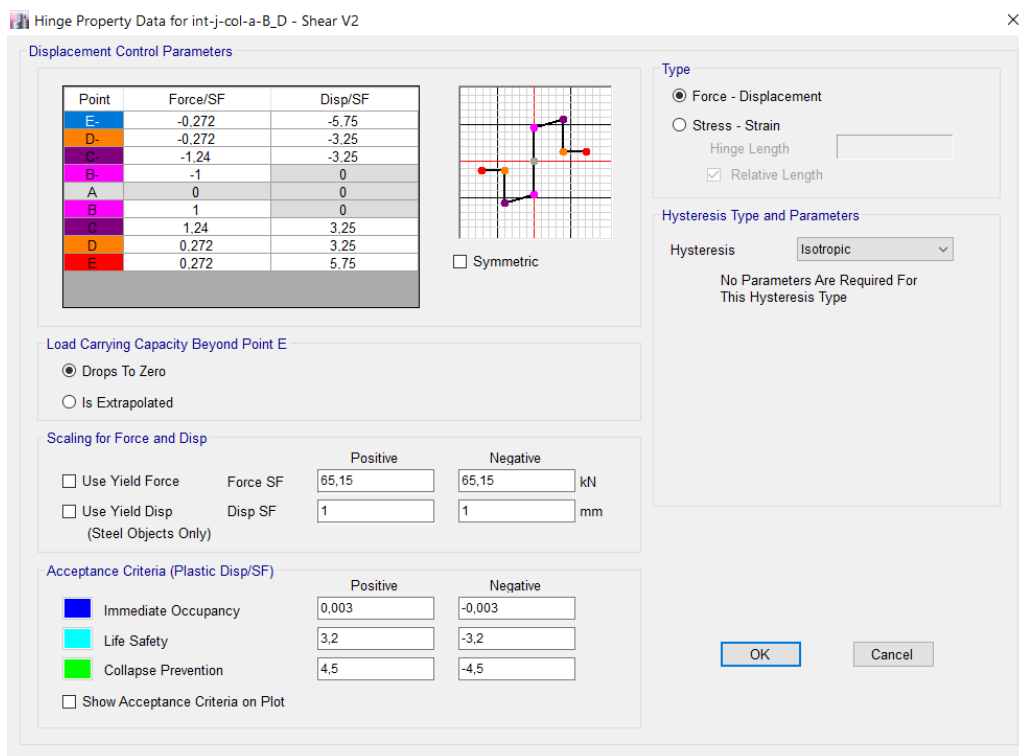 Hinge Property Data for int-j-col-a-B_D - Shear V2
Displacement Control Parameters
Point Force/SF Disp/SF
E- -0,272 -5,75
D- -0,272 -3,25
C- -1,24 -3,25
B- -1 0
A 0 0
B 1 0
C 1,24 3,25
D 0,272 3,25
E 0,272 5,75
Symmetric
Type
Force - Displacement
Stress - Strain
Hinge Length
Relative Length
Hysteresis Type and Parameters
Hysteresis Isotropic
No Parameters Are Required For
This Hysteresis Type
Load Carrying Capacity Beyond Point E
Drops To Zero
Is Extrapolated
Scaling for Force and Disp
Positive Negative
Use Yield Force Force SF 65,15 65,15 kN
Use Yield Disp Disp SF 1 1 mm
(Steel Objects Only)
Acceptance Criteria (Plastic Disp/SF)
Positive Negative
Immediate Occupancy 0,003 -0,003
Life Safety 3,2 -3,2
Collapse Prevention 4,5 -4,5
Show Acceptance Criteria on Plot
OK Cancel